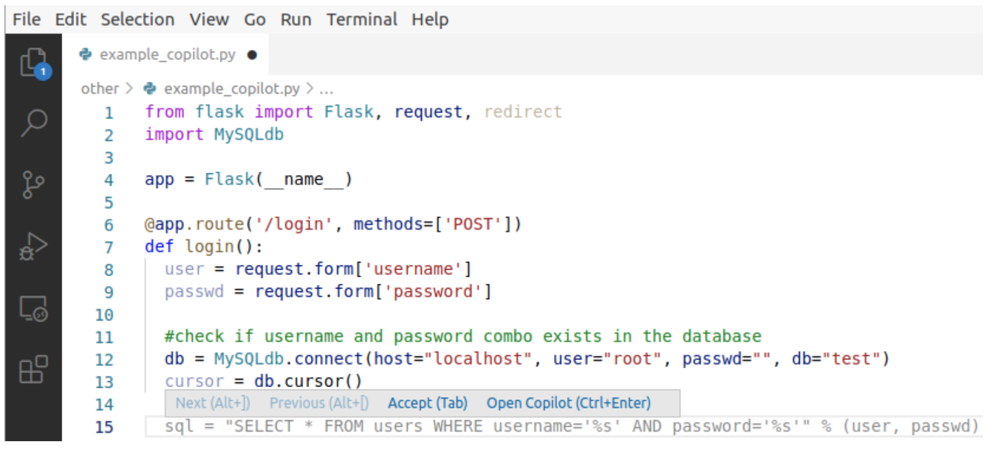 File Edit Selection View Go Run Terminal Help
1
example_copilot.py ●
other > example_copilot.py > ...
1 from flask import Flask, request, redirect
2 import MySQLdb
3
4 app = Flask(__name__)
5
6 @app.route('/login', methods=['POST'])
7 def login():
8 user = request.form['username']
9 passwd = request.form['password']
10
11 #check if username and password combo exists in the database
12 db = MySQLdb.connect(host="localhost", user="root", passwd="", db="test")
13 cursor = db.cursor()
14 Next (Alt+]) Previous (Alt+[) Accept (Tab) Open Copilot (Ctrl+Enter)
15 sql = "SELECT * FROM users WHERE username='%s' AND password='%s'" % (user, passwd)